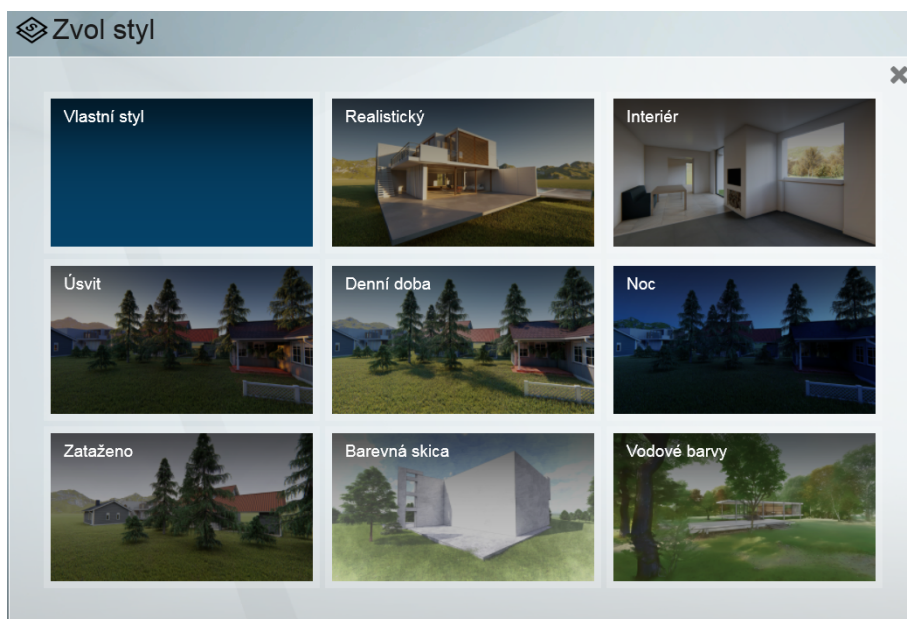 Zvol styl
Vlastní styl
Realistický
Interiér
Úsvit
Denní doba
Noc
Zataženo
Barevná skica
Vodové barvy